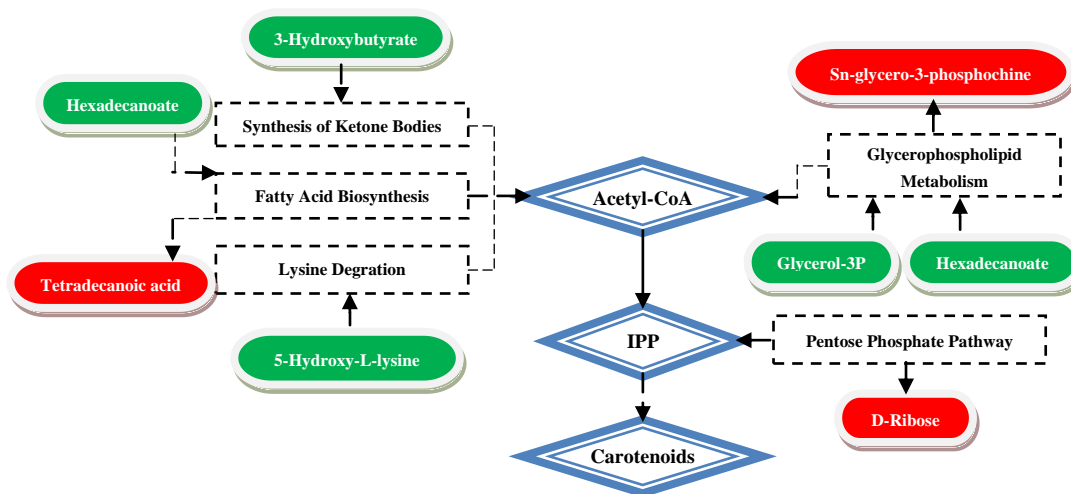 3-Hydroxybutyrate
Sn-glycero-3-phosphochine
Hexadecanoate
Synthesis of Ketone Bodies
Glycerophospholipid
Metabolism
Fatty Acid Biosynthesis
Acetyl-CoA
Lysine Degration
Glycerol-3P
Hexadecanoate
Tetradecanoic acid
IPP
Pentose Phosphate Pathway
5-Hydroxy-L-lysine
D-Ribose
Carotenoids